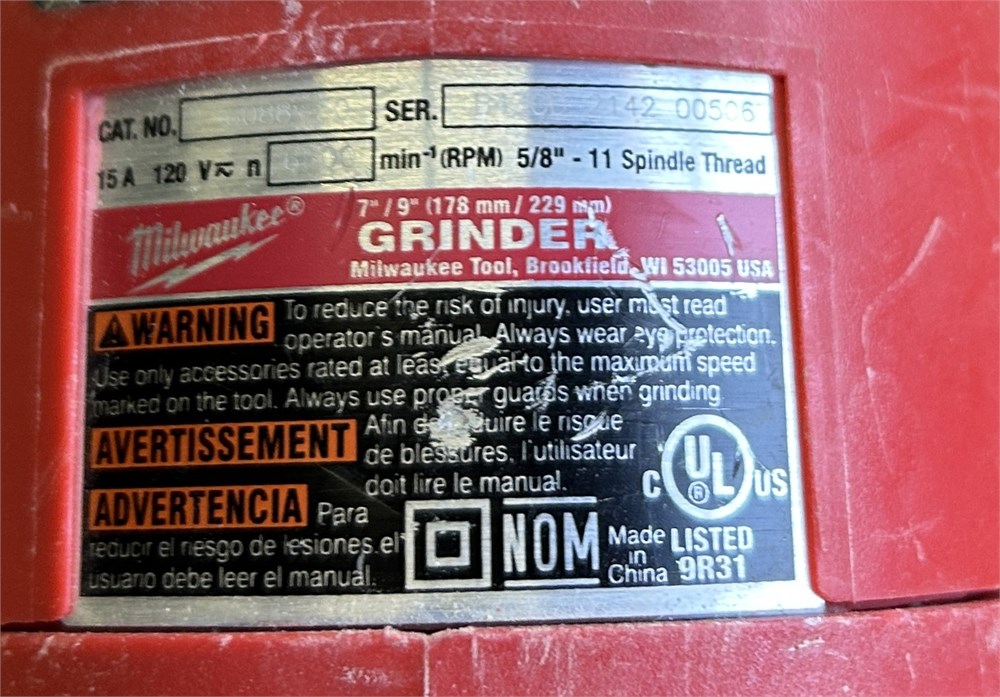 CAT. NO. SER. 2142 00506
15 A 120 V n min⁻¹ (RPM) 5/8" - 11 Spindle Thread
Milwaukee®
7" / 9" (178 mm / 229 mm)
GRINDER
Milwaukee Tool, Brookfield, WI 53005 USA
WARNING To reduce the risk of injury, user must read
operator's manual. Always wear eye protection.
Use only accessories rated at least equal to the maximum speed
marked on the tool. Always use proper guards when grinding.
AVERTISSEMENT Afin de réduire le risque
de blessures, l'utilisateur
doit lire le manual.
ADVERTENCIA Para
reducir el riesgo de lesiones el
usuario debe leer el manual.
NOM
Made in China
C UL® US
LISTED
9R31